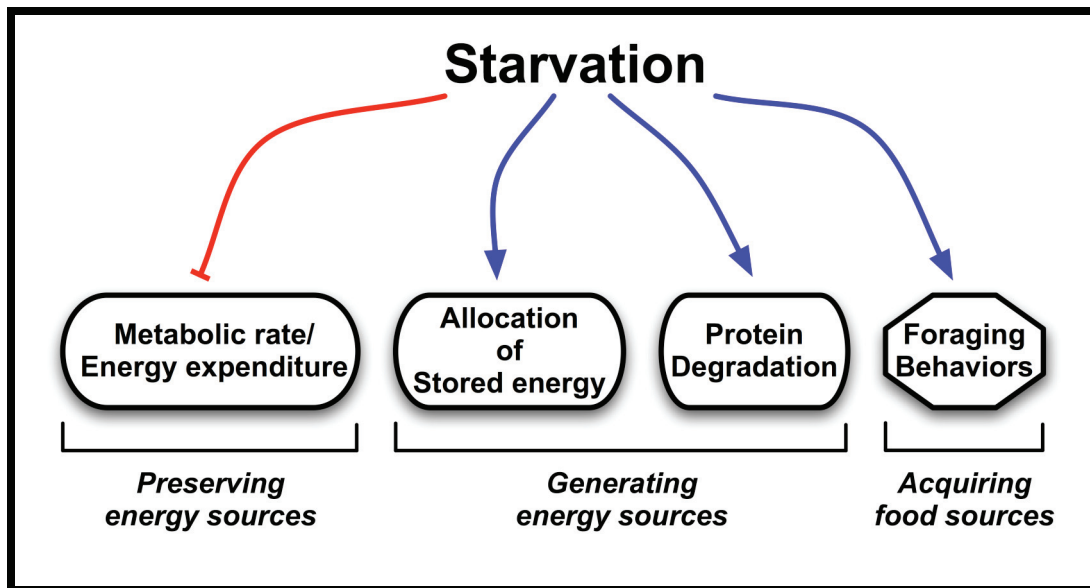 Starvation
Metabolic rate/
Energy expenditure
Allocation
of
Stored energy
Protein
Degradation
Foraging
Behaviors
Preserving
energy sources
Generating
energy sources
Acquiring
food sources